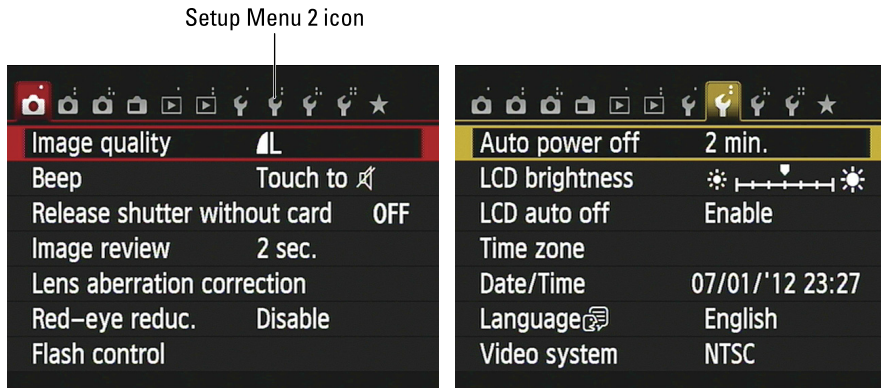 Setup Menu 2 icon
Image quality L
Beep Touch to
Release shutter without card OFF
Image review 2 sec.
Lens aberration correction
Red-eye reduc. Disable
Flash control
Auto power off 2 min.
LCD brightness
LCD auto off Enable
Time zone
Date/Time 07/01/'12 23:27
Language English
Video system NTSC